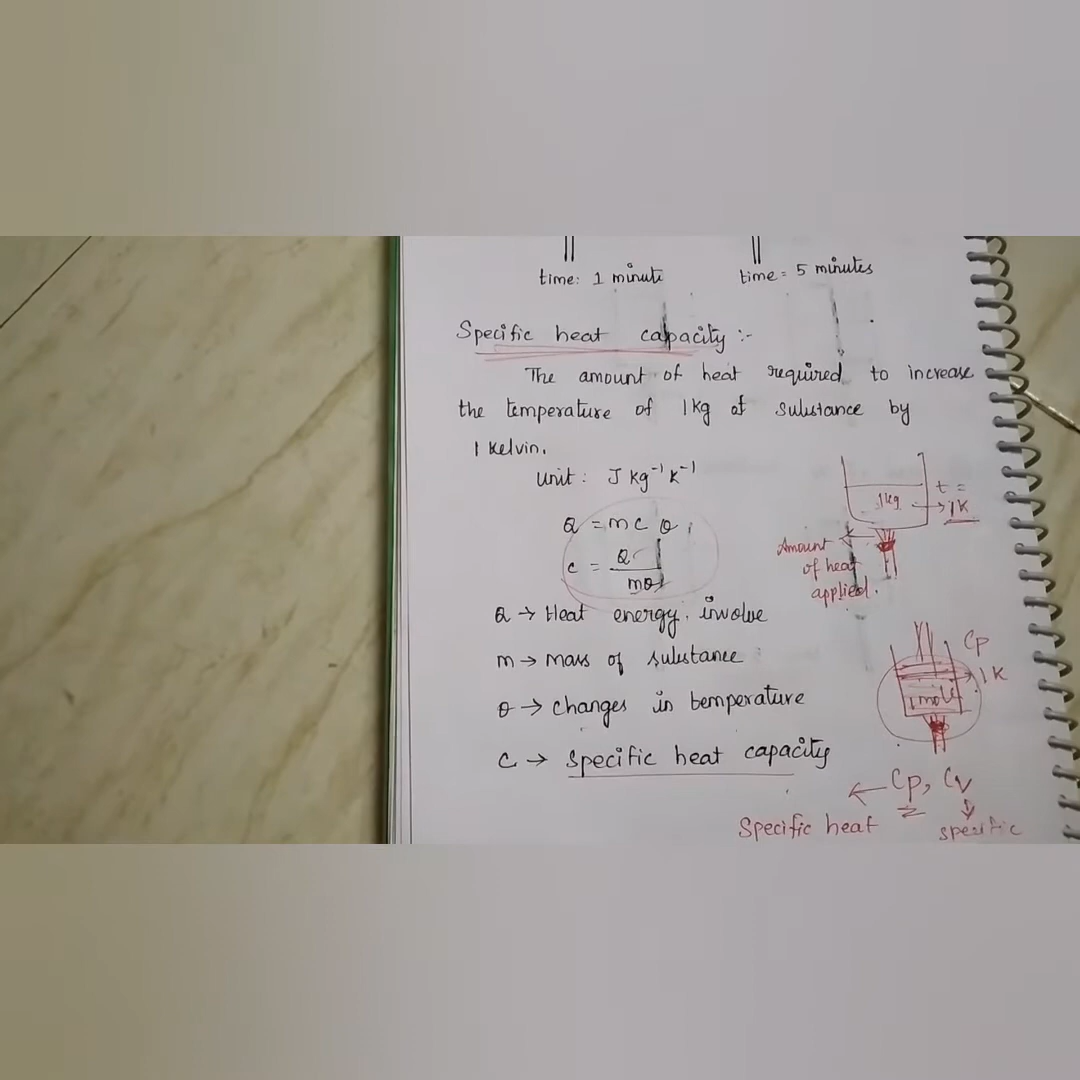 time: 1 minute
time = 5 minutes
Specific heat capacity :-
The amount of heat required to increase
the temperature of 1kg of substance by
1 kelvin.
Unit : J kg⁻¹ k⁻¹
Q = m c θ
c = Q / mθ
1kg
t =
1K
Amount
of heat
applied.
Q → Heat energy involve
m → mass of substance
θ → changes in temperature
C → Specific heat capacity
Cp
1K
1 mole
Cp, Cv
Specific heat
specific